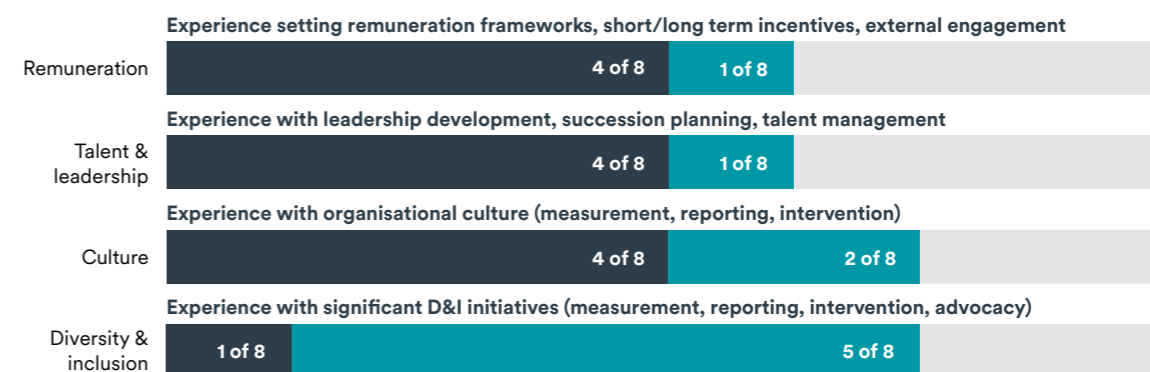 Experience setting remuneration frameworks, short/long term incentives, external engagement
Remuneration
4 of 8
1 of 8
Experience with leadership development, succession planning, talent management
Talent &
leadership
4 of 8
1 of 8
Experience with organisational culture (measurement, reporting, intervention)
Culture
4 of 8
2 of 8
Experience with significant D&I initiatives (measurement, reporting, intervention, advocacy)
Diversity &
inclusion
1 of 8
5 of 8